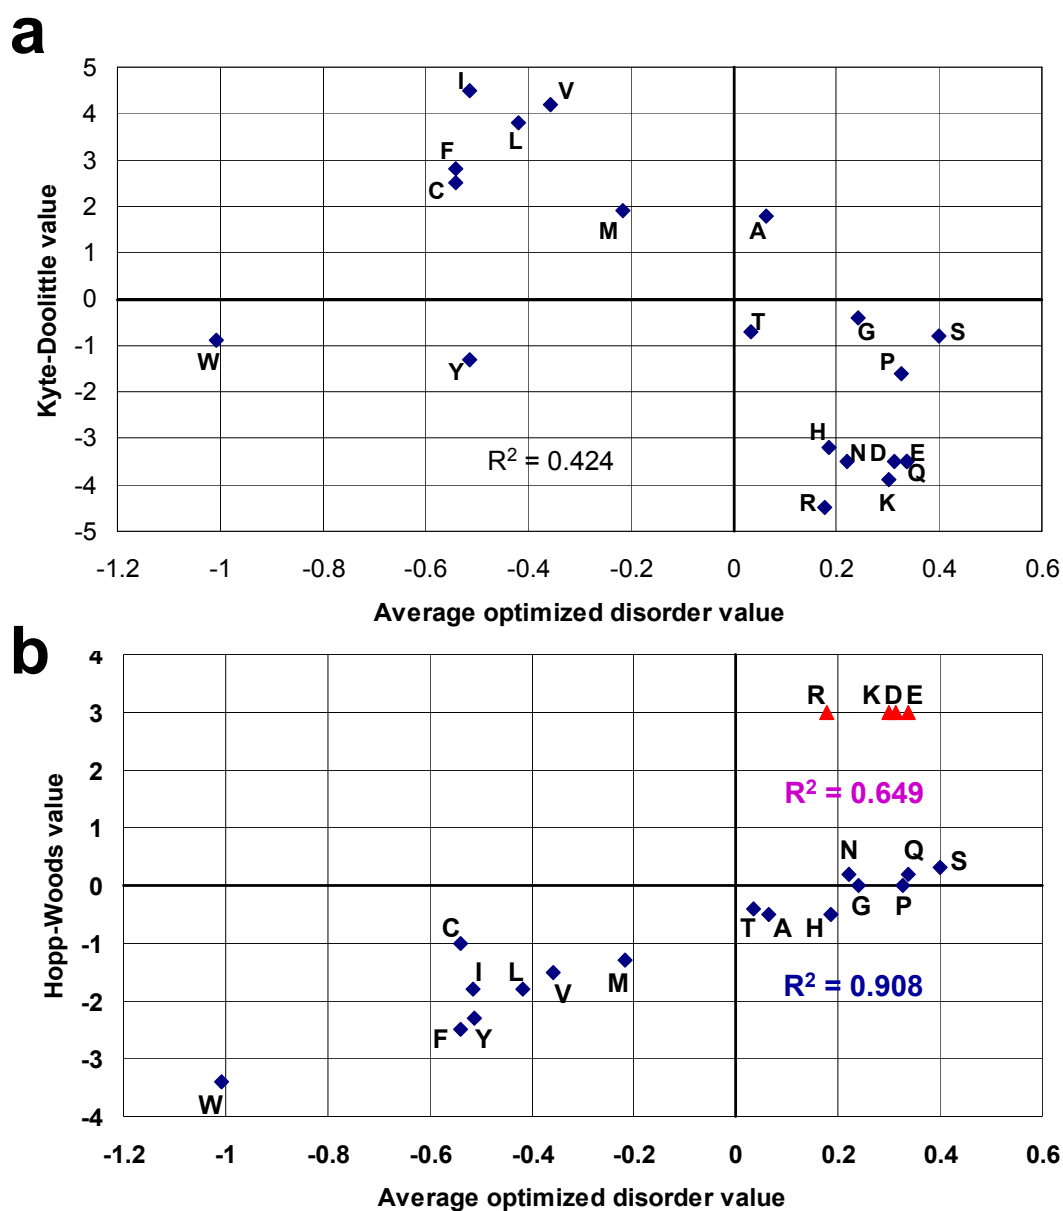 a
5
4
3
2
1
0
-1
-2
-3
-4
-5
Kyte-Doolittle value
I
V
L
F
C
M
A
T
G
S
W
Y
P
H
N D E
Q
R K
R² = 0.424
-1.2 -1 -0.8 -0.6 -0.4 -0.2 0 0.2 0.4 0.6
Average optimized disorder value
b
4
3
2
1
0
-1
-2
-3
-4
Hopp-Woods value
R K D E
R² = 0.649
N Q S
G P
T A H
C
I L V M
R² = 0.908
F Y
W
-1.2 -1 -0.8 -0.6 -0.4 -0.2 0 0.2 0.4 0.6
Average optimized disorder value